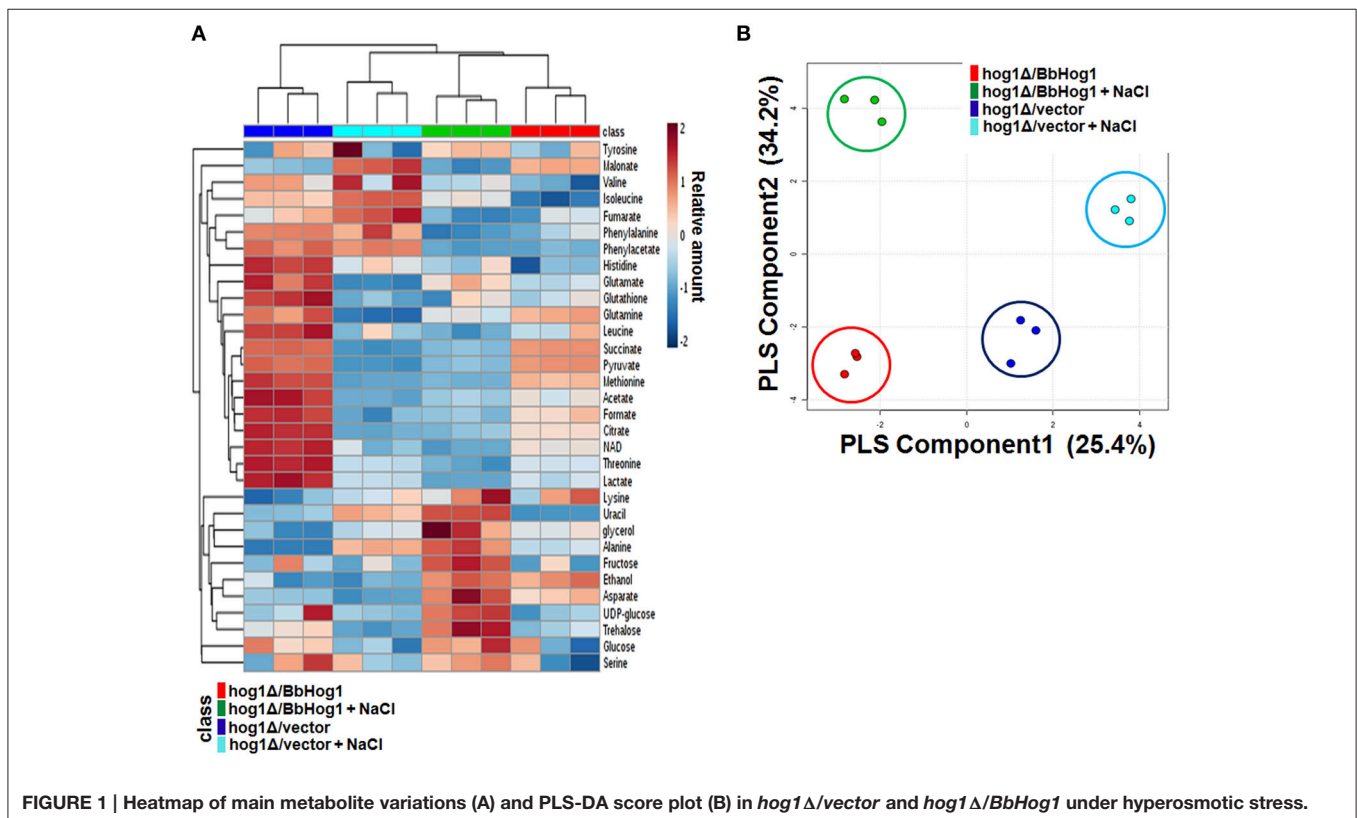 A
class
Tyrosine
Malonate
Valine
Isoleucine
Fumarate
Phenylalanine
Phenylacetate
Histidine
Glutamate
Glutathione
Glutamine
Leucine
Succinate
Pyruvate
Methionine
Acetate
Formate
Citrate
NAD
Threonine
Lactate
Lysine
Uracil
glycerol
Alanine
Fructose
Ethanol
Asparate
UDP-glucose
Trehalose
Glucose
Serine
2
1
0
-1
-2
Relative amount
class
hog1Δ/BbHog1
hog1Δ/BbHog1 + NaCl
hog1Δ/vector
hog1Δ/vector + NaCl
B
hog1Δ/BbHog1
hog1Δ/BbHog1 + NaCl
hog1Δ/vector
hog1Δ/vector + NaCl
PLS Component2 (34.2%)
4
2
0
-2
-4
-2
0
2
4
PLS Component1 (25.4%)
FIGURE 1 | Heatmap of main metabolite variations (A) and PLS-DA score plot (B) in hog1Δ/vector and hog1Δ/BbHog1 under hyperosmotic stress.